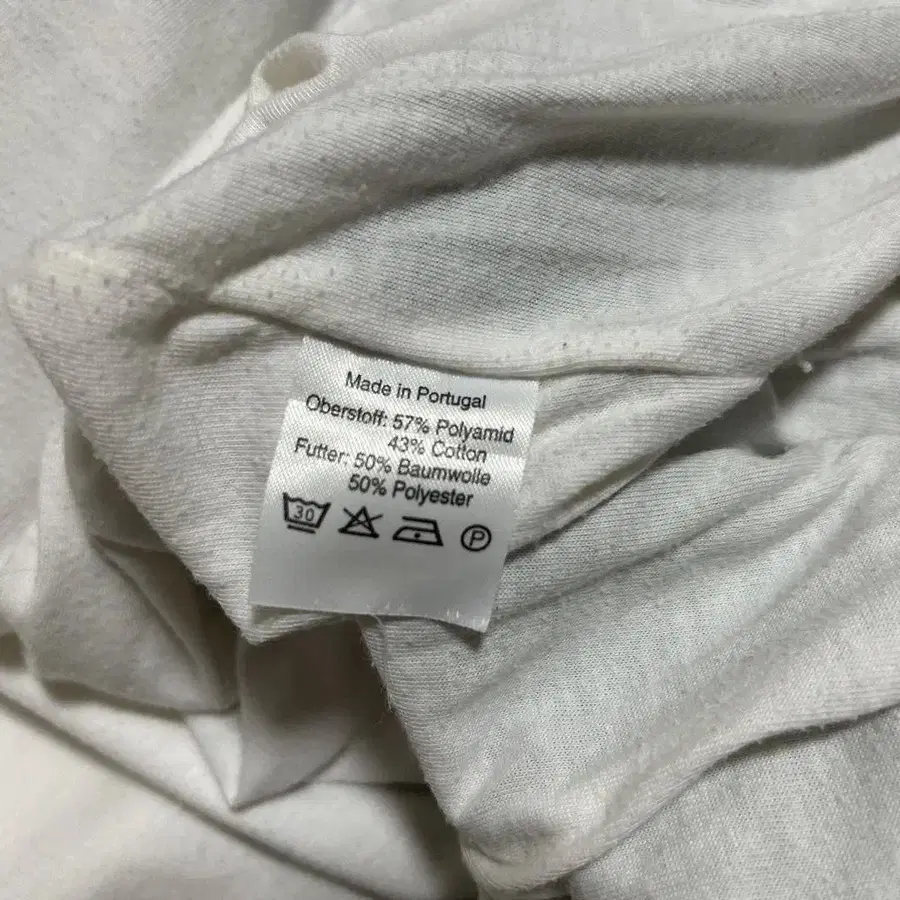 Made in Portugal
Oberstoff: 57% Polyamid
43% Cotton
Futter: 50% Baumwolle
50% Polyester
30 P